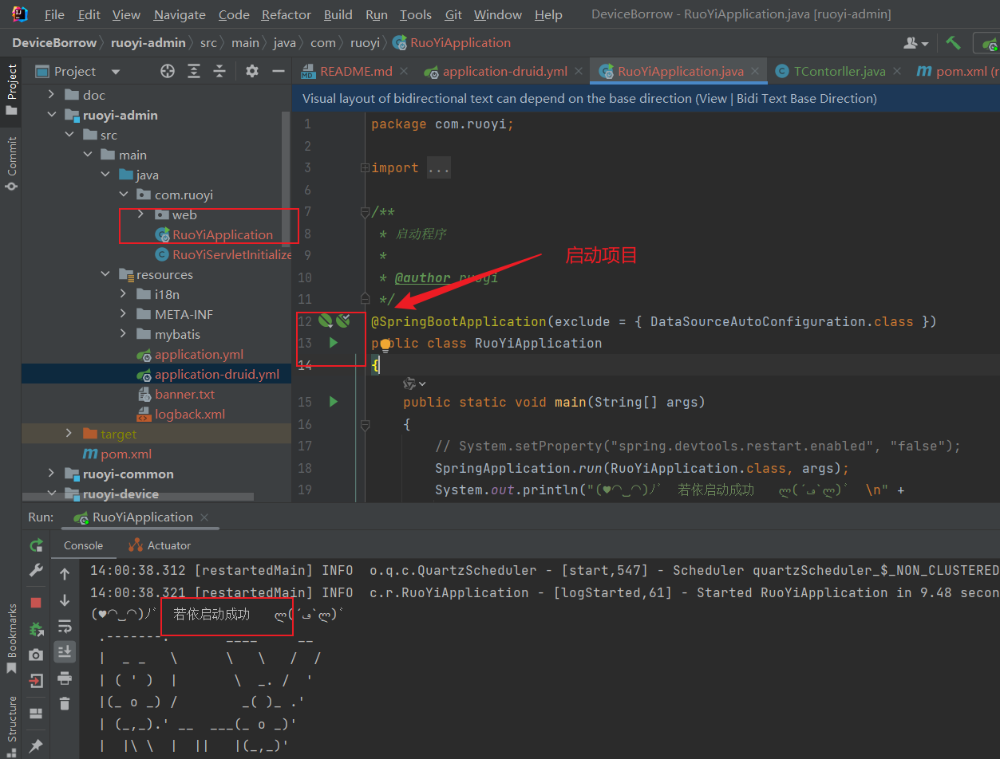 File Edit View Navigate Code Refactor Build Run Tools Git Window Help DeviceBorrow - RuoYiApplication.java [ruoyi-admin]
DeviceBorrow ruoyi-admin src main java com ruoyi RuoYiApplication
Project
README.md application-druid.yml RuoYiApplication.java TContorller.java pom.xml (r
Visual layout of bidirectional text can depend on the base direction (View | Bidi Text Base Direction)
Project
Commit
Bookmarks
Structure
doc
ruoyi-admin
src
main
java
com.ruoyi
web
RuoYiApplication
RuoYiServletInitialize
resources
i18n
META-INF
mybatis
application.yml
application-druid.yml
banner.txt
logback.xml
target
pom.xml
ruoyi-common
ruoyi-device
1 package com.ruoyi;
2
3 import ...
6
7 /**
8 * 启动程序
9 *
10 * @author ruoyi
11 */
12 @SpringBootApplication(exclude = { DataSourceAutoConfiguration.class })
13 public class RuoYiApplication
14 {
15 public static void main(String[] args)
16 {
17 // System.setProperty("spring.devtools.restart.enabled", "false");
18 SpringApplication.run(RuoYiApplication.class, args);
19 System.out.println("(♥◠‿◠)ﾉﾞ 若依启动成功 ლ(´ڡ`ლ)ﾞ \n" +
启动项目
Run: RuoYiApplication
Console Actuator
14:00:38.312 [restartedMain] INFO o.q.c.QuartzScheduler - [start,547] - Scheduler quartzScheduler_$_NON_CLUSTERED
14:00:38.321 [restartedMain] INFO c.r.RuoYiApplication - [logStarted,61] - Started RuoYiApplication in 9.48 secon
(♥◠‿◠)ﾉﾞ 若依启动成功 ლ(´ڡ`ლ)ﾞ
.-------. ____ __
| _ _ \ \ \ / /
| ( ' ) | \ _. / '
|(_ o _) / _( )_ .'
| (_,_).' __ ___(_ o _)'
| |\ \ | || |(_,_)'